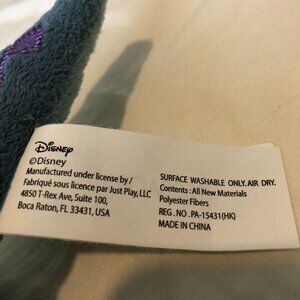 Disney
©Disney
Manufactured under license by /
Fabriqué sous licence par Just Play, LLC
4850 T-Rex Ave, Suite 100,
Boca Raton, FL 33431, USA
SURFACE WASHABLE ONLY. AIR DRY.
Contents : All New Materials
Polyester Fibers
REG . NO . PA-15431(HK)
MADE IN CHINA